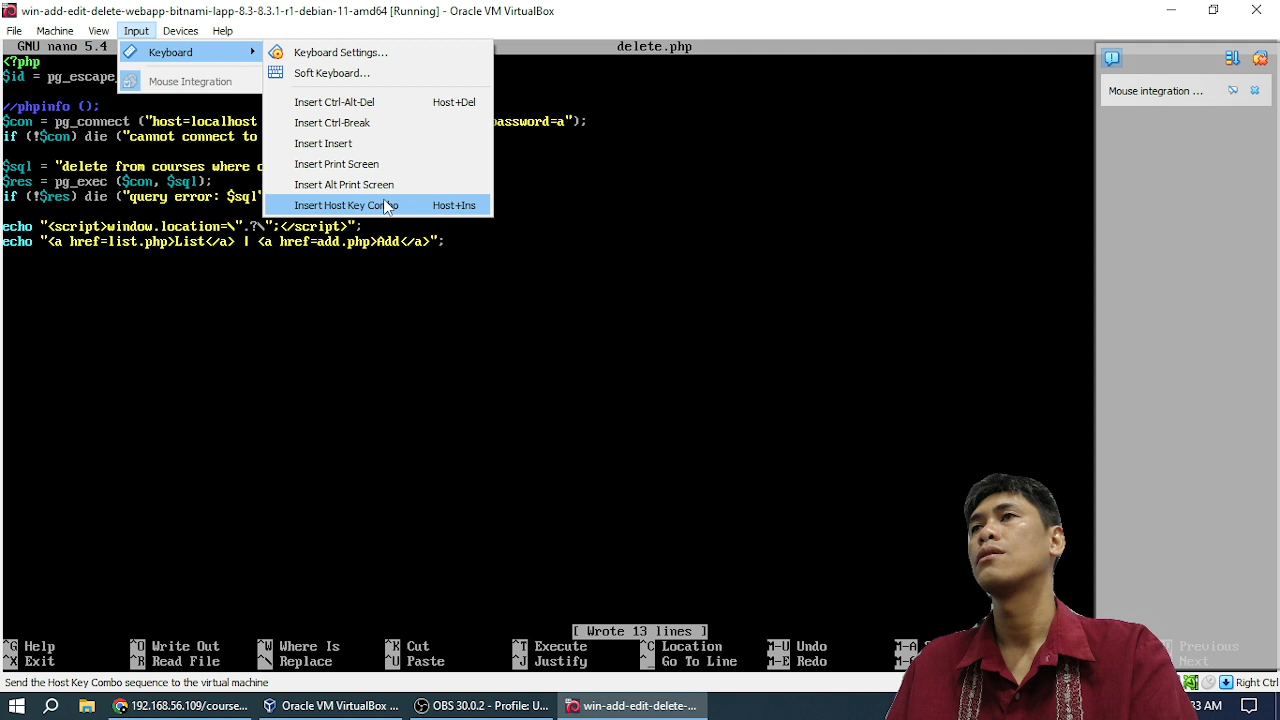 win-add-edit-delete-webapp-bitnami-lapp-8.3-8.3.1-r1-debian-11-amd64 [Running] - Oracle VM VirtualBox
File Machine View Input Devices Help
GNU nano 5.4 delete.php
Keyboard
Mouse Integration
Keyboard Settings...
Soft Keyboard...
Insert Ctrl-Alt-Del Host+Del
Insert Ctrl-Break
Insert Insert
Insert Print Screen
Insert Alt Print Screen
Insert Host Key Combo Host+Ins
Mouse integration ...
<?php
$id = pg_escape_
//phpinfo ();
$con = pg_connect ("host=localhost assword=a");
if (!$con) die ("cannot connect to
$sql = "delete from courses where
$res = pg_exec ($con, $sql);
if (!$res) die ("query error: $sql"
echo "<script>window.location=\".?\";</script>";
echo "<a href=list.php>List</a> | <a href=add.php>Add</a>";
[ Wrote 13 lines ]
^G Help ^O Write Out ^W Where Is ^K Cut ^T Execute ^C Location M-U Undo M-A Previous
^X Exit ^R Read File ^\ Replace ^U Paste ^J Justify ^_ Go To Line M-E Redo Next
Send the Host Key Combo sequence to the virtual machine Right Ctrl
192.168.56.109/course... Oracle VM VirtualBox ... OBS 30.0.2 - Profile: U... win-add-edit-delete-... 23 AM